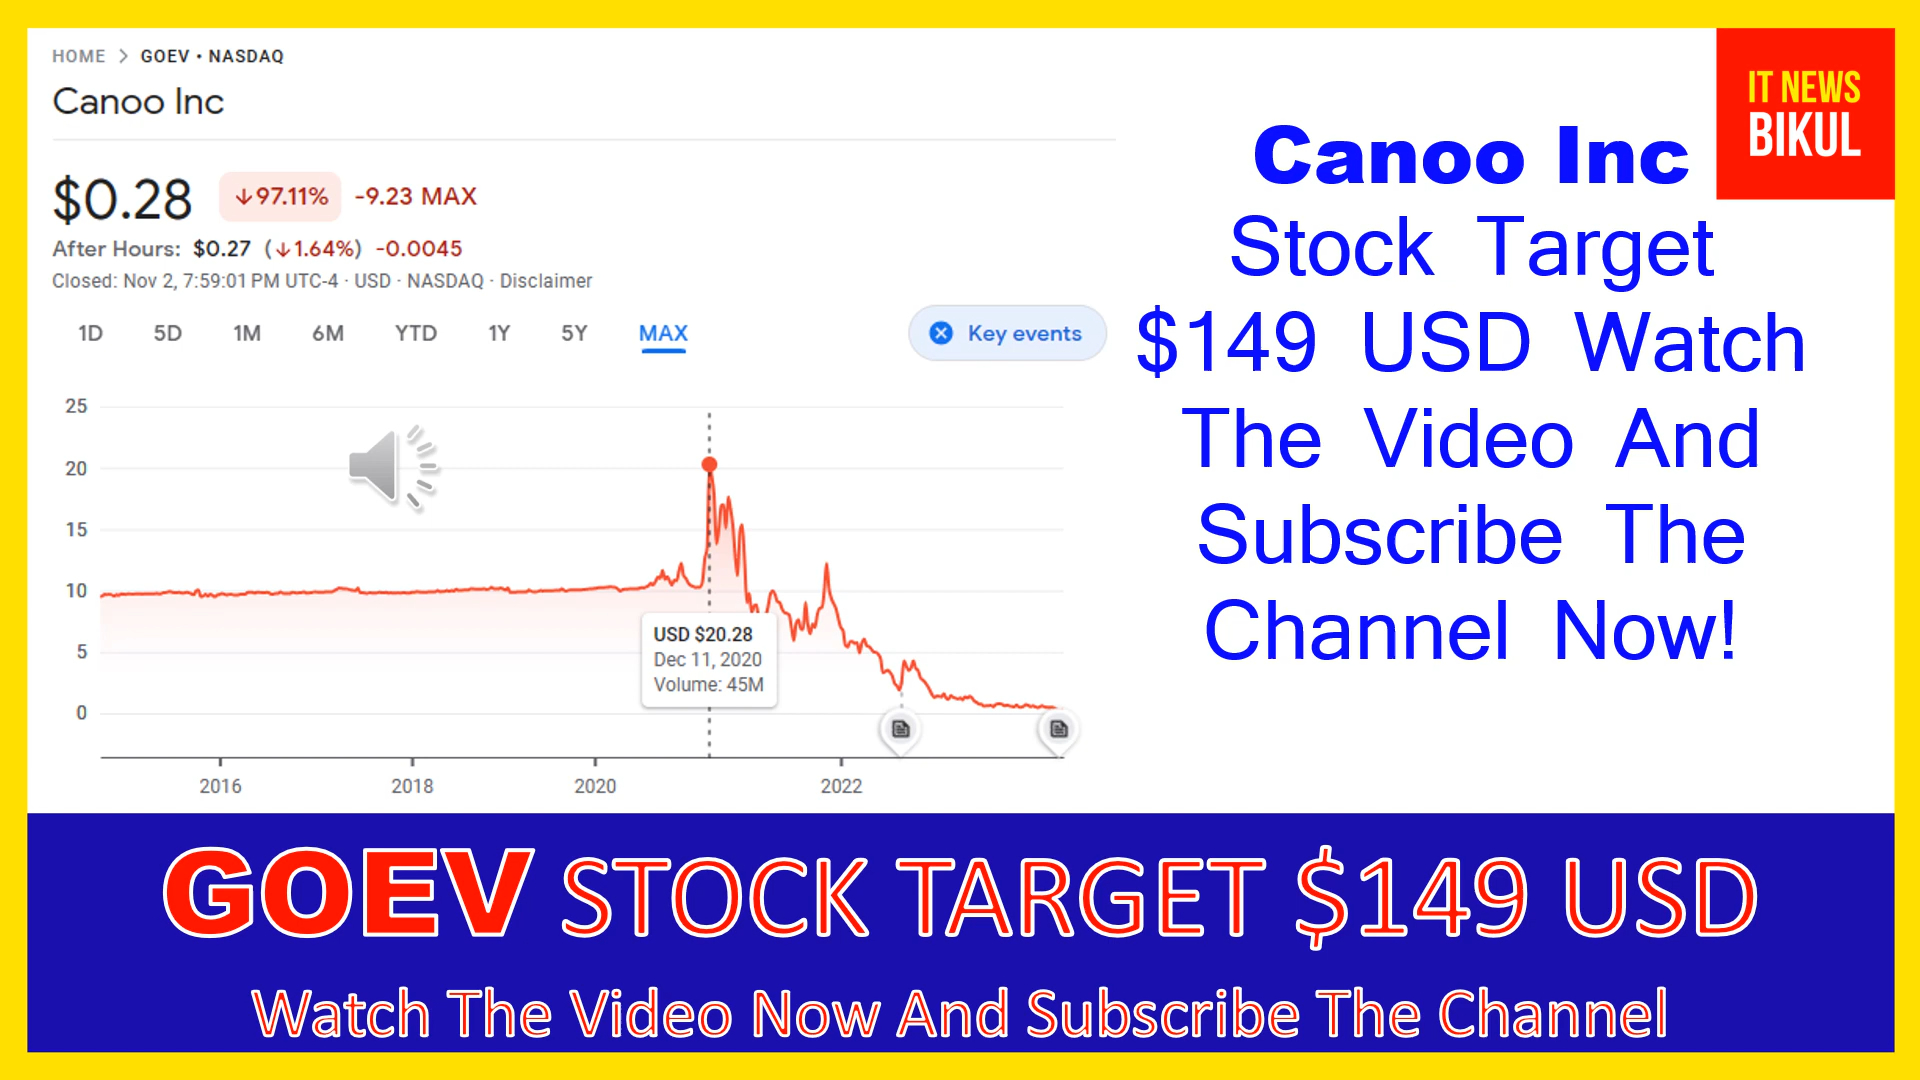 HOME > GOEV • NASDAQ
Canoo Inc
$0.28 ↓97.11% -9.23 MAX
After Hours: $0.27 (↓1.64%) -0.0045
Closed: Nov 2, 7:59:01 PM UTC-4 · USD · NASDAQ · Disclaimer
1D 5D 1M 6M YTD 1Y 5Y MAX
Key events
25
20
15
10
5
0
USD $20.28
Dec 11, 2020
Volume: 45M
2016 2018 2020 2022
IT NEWS
BIKUL
Canoo Inc
Stock Target
$149 USD Watch
The Video And
Subscribe The
Channel Now!
GOEV STOCK TARGET $149 USD
Watch The Video Now And Subscribe The Channel